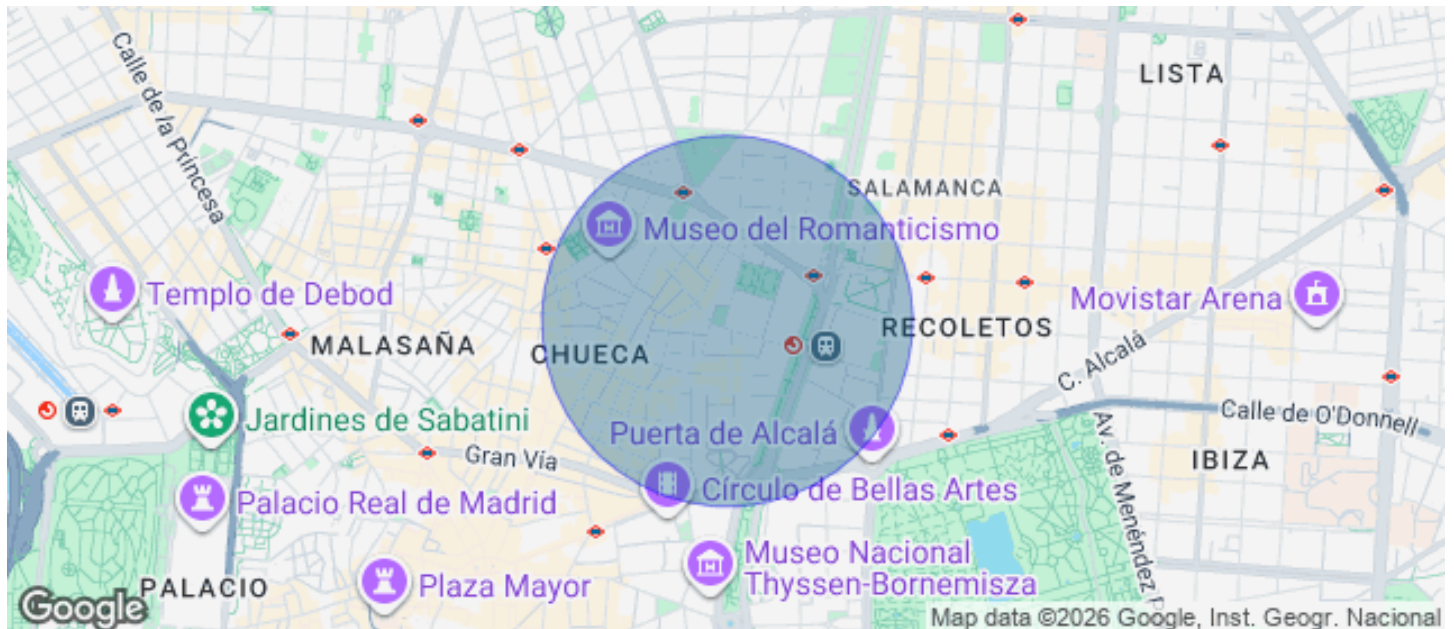 Calle de la Princesa
LISTA
SALAMANCA
Museo del Romanticismo
Templo de Debod
Movistar Arena
RECOLETOS
MALASAÑA
CHUECA
C. Alcalá
Calle de O'Donnell
Jardines de Sabatini
Puerta de Alcalá
Gran Vía
IBIZA
Av. de Menéndez P
Palacio Real de Madrid
Círculo de Bellas Artes
Museo Nacional
Thyssen-Bornemisza
PALACIO
Plaza Mayor
Google
Map data ©2026 Google, Inst. Geogr. Nacional